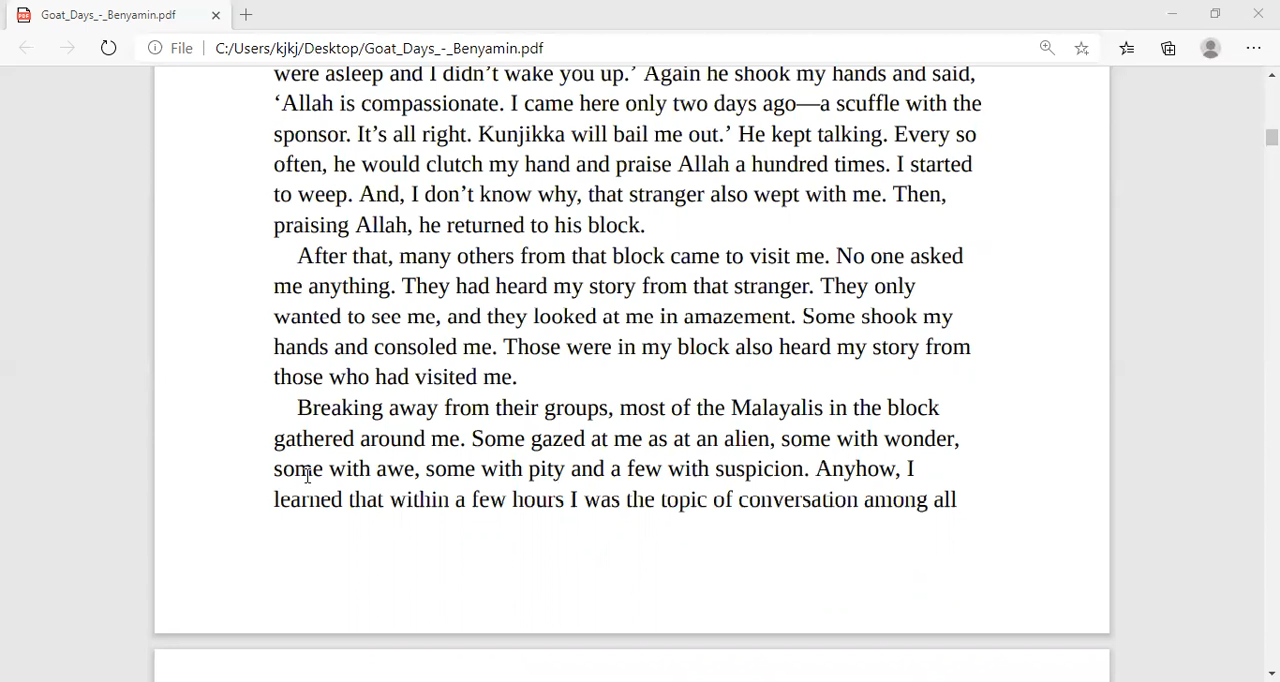 Goat_Days_-_Benyamin.pdf
File C:/Users/kjkj/Desktop/Goat_Days_-_Benyamin.pdf
were asleep and I didn’t wake you up.’ Again he shook my hands and said,
‘Allah is compassionate. I came here only two days ago—a scuffle with the
sponsor. It’s all right. Kunjikka will bail me out.’ He kept talking. Every so
often, he would clutch my hand and praise Allah a hundred times. I started
to weep. And, I don’t know why, that stranger also wept with me. Then,
praising Allah, he returned to his block.
After that, many others from that block came to visit me. No one asked
me anything. They had heard my story from that stranger. They only
wanted to see me, and they looked at me in amazement. Some shook my
hands and consoled me. Those were in my block also heard my story from
those who had visited me.
Breaking away from their groups, most of the Malayalis in the block
gathered around me. Some gazed at me as at an alien, some with wonder,
some with awe, some with pity and a few with suspicion. Anyhow, I
learned that within a few hours I was the topic of conversation among all